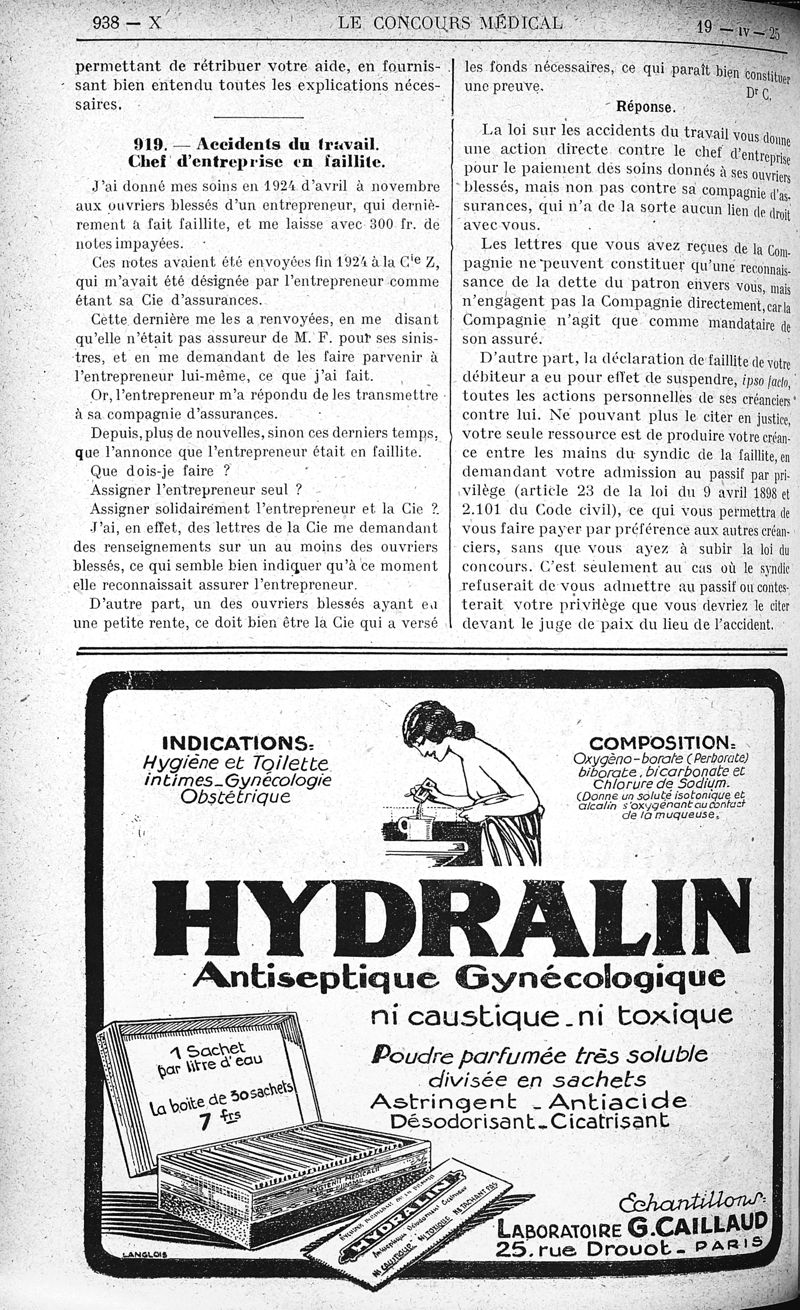 938 — X
LE CONCOURS MÉDICAL
19 — IV — 25
permettant de rétribuer votre aide, en fournis-
sant bien entendu toutes les explications néces-
saires.
919. — Accidents du travail.
Chef d'entreprise en faillite.
J'ai donné mes soins en 1924 d'avril à novembre
aux ouvriers blessés d'un entrepreneur, qui derniè-
rement a fait faillite, et me laisse avec 300 fr. de
notes impayées.
Ces notes avaient été envoyées fin 1924 à la Cie Z,
qui m'avait été désignée par l'entrepreneur comme
étant sa Cie d'assurances.
Cette dernière me les a renvoyées, en me disant
qu'elle n'était pas assureur de M. F. pour ses sinis-
tres, et en me demandant de les faire parvenir à
l'entrepreneur lui-même, ce que j'ai fait.
Or, l'entrepreneur m'a répondu de les transmettre
à sa compagnie d'assurances.
Depuis, plus de nouvelles, sinon ces derniers temps,
que l'annonce que l'entrepreneur était en faillite.
Que dois-je faire ?
Assigner l'entrepreneur seul ?
Assigner solidairement l'entrepreneur et la Cie ?
J'ai, en effet, des lettres de la Cie me demandant
des renseignements sur un au moins des ouvriers
blessés, ce qui semble bien indiquer qu'à ce moment
elle reconnaissait assurer l'entrepreneur.
D'autre part, un des ouvriers blessés ayant eu
une petite rente, ce doit bien être la Cie qui a versé
les fonds nécessaires, ce qui paraît bien constituer
une preuve.
Dr C.
Réponse.
La loi sur les accidents du travail vous donne
une action directe contre le chef d'entreprise
pour le paiement des soins donnés à ses ouvriers
blessés, mais non pas contre sa compagnie d'as-
surances, qui n'a de la sorte aucun lien de droit
avec vous.
Les lettres que vous avez reçues de la Com-
pagnie ne peuvent constituer qu'une reconnais-
sance de la dette du patron envers vous, mais
n'engagent pas la Compagnie directement, car la
Compagnie n'agit que comme mandataire de
son assuré.
D'autre part, la déclaration de faillite de votre
débiteur a eu pour effet de suspendre, ipso facto,
toutes les actions personnelles de ses créanciers
contre lui. Ne pouvant plus le citer en justice,
votre seule ressource est de produire votre créan-
ce entre les mains du syndic de la faillite, en
demandant votre admission au passif par pri-
vilège (article 23 de la loi du 9 avril 1898 et
2.101 du Code civil), ce qui vous permettra de
vous faire payer par préférence aux autres créan-
ciers, sans que vous ayez à subir la loi du
concours. C'est seulement au cas où le syndic
refuserait de vous admettre au passif ou contes-
terait votre privilège que vous devriez le citer
devant le juge de paix du lieu de l'accident.
INDICATIONS:
Hygiène et Toilette
intimes_Gynécologie
Obstétrique
COMPOSITION:
Oxygèno-borate (Perborate)
biborate, bicarbonate et
Chlorure de Sodium.
(Donne un soluté isotonique et
alcalin s'oxygénant au contact
de la muqueuse.
HYDRALIN
Antiseptique Gynécologique
ni caustique_ni toxique
Poudre parfumée très soluble
divisée en sachets
Astringent _ Antiacide
Désodorisant_Cicatrisant
1 Sachet
par litre d'eau
La boîte de 30 sachets
7 frs
HYDRALIN
Antiseptique Désodorisant Cicatrisant
NI CAUSTIQUE NI TOXIQUE NE TACHANT PAS
Échantillons:
LABORATOIRE G.CAILLAUD
25, rue Drouot_ PARIS
LANGLOIS